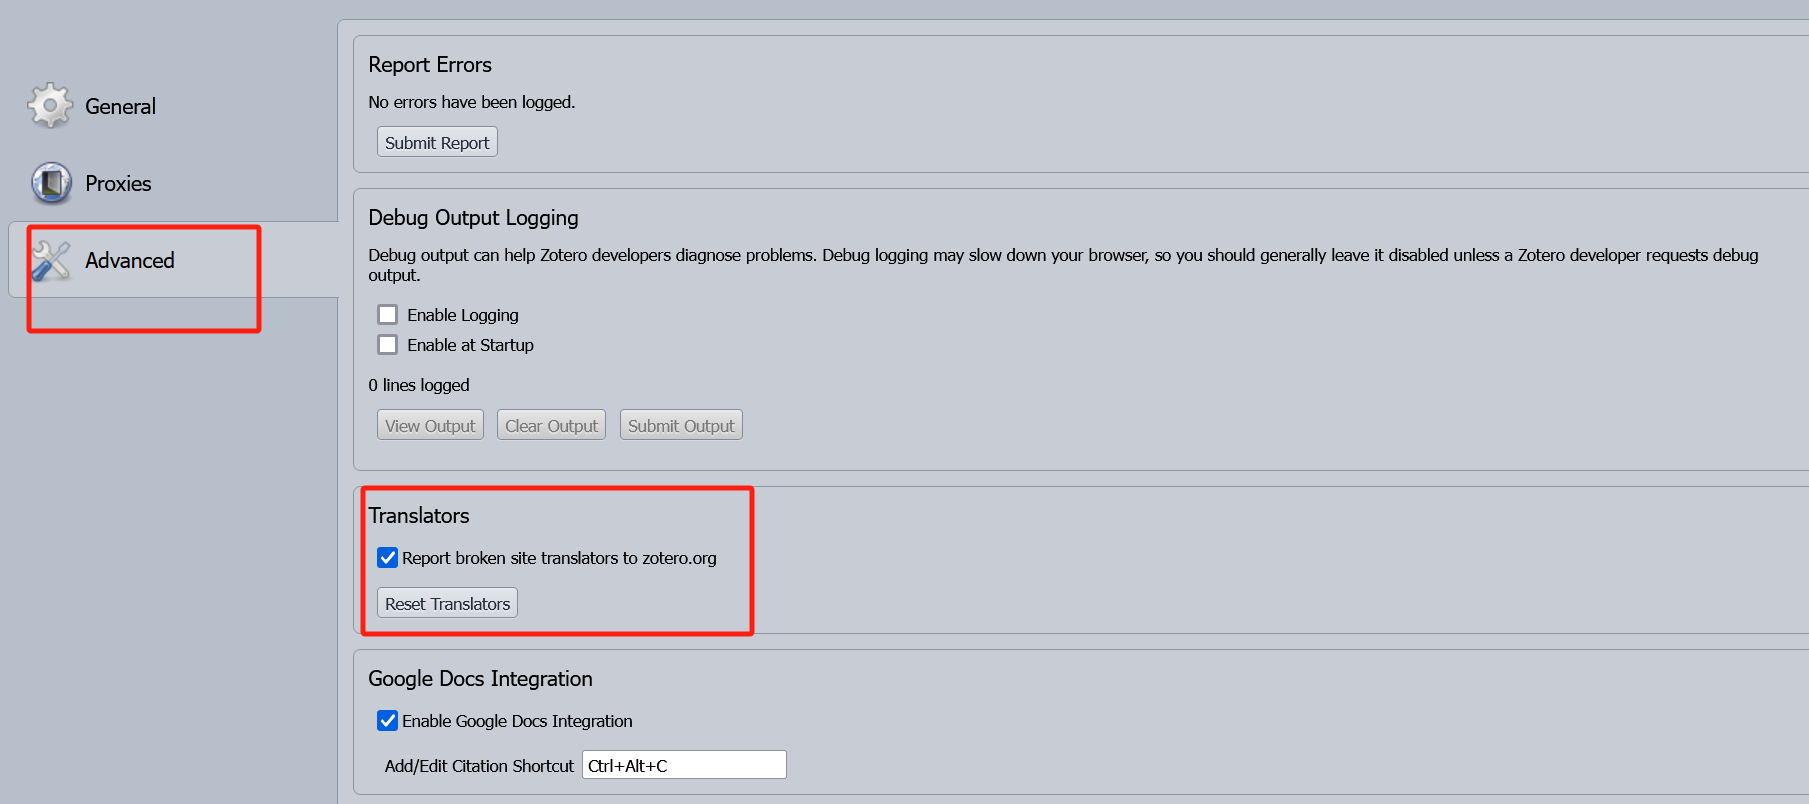 General
Proxies
Advanced
Report Errors
No errors have been logged.
Submit Report
Debug Output Logging
Debug output can help Zotero developers diagnose problems. Debug logging may slow down your browser, so you should generally leave it disabled unless a Zotero developer requests debug
output.
Enable Logging
Enable at Startup
0 lines logged
View Output Clear Output Submit Output
Translators
Report broken site translators to zotero.org
Reset Translators
Google Docs Integration
Enable Google Docs Integration
Add/Edit Citation Shortcut Ctrl+Alt+C